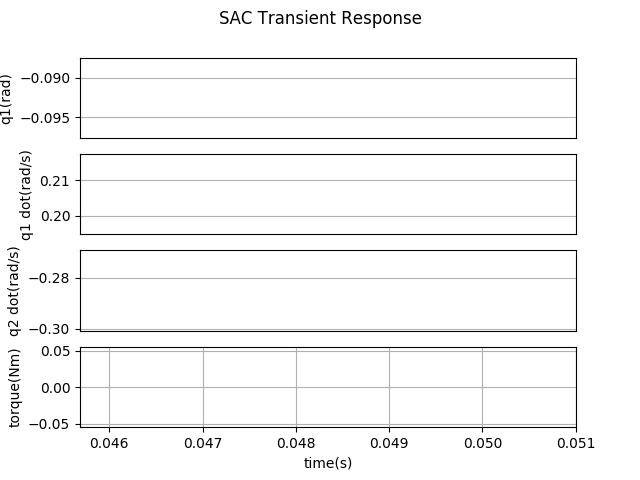 SAC Transient Response
q1(rad)
−0.090
−0.095
q1 dot(rad/s)
0.21
0.20
q2 dot(rad/s)
−0.28
−0.30
torque(Nm)
0.05
0.00
−0.05
0.046 0.047 0.048 0.049 0.050 0.051
time(s)